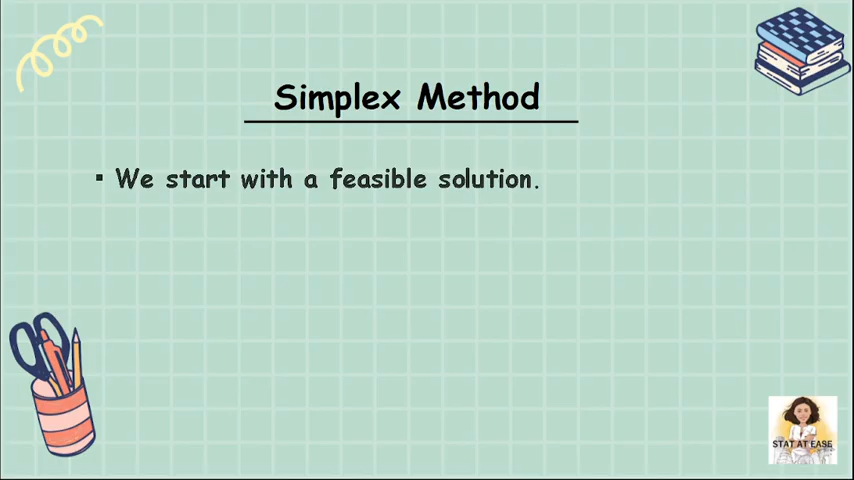 Simplex Method
▪ We start with a feasible solution.
STAT AT EASE